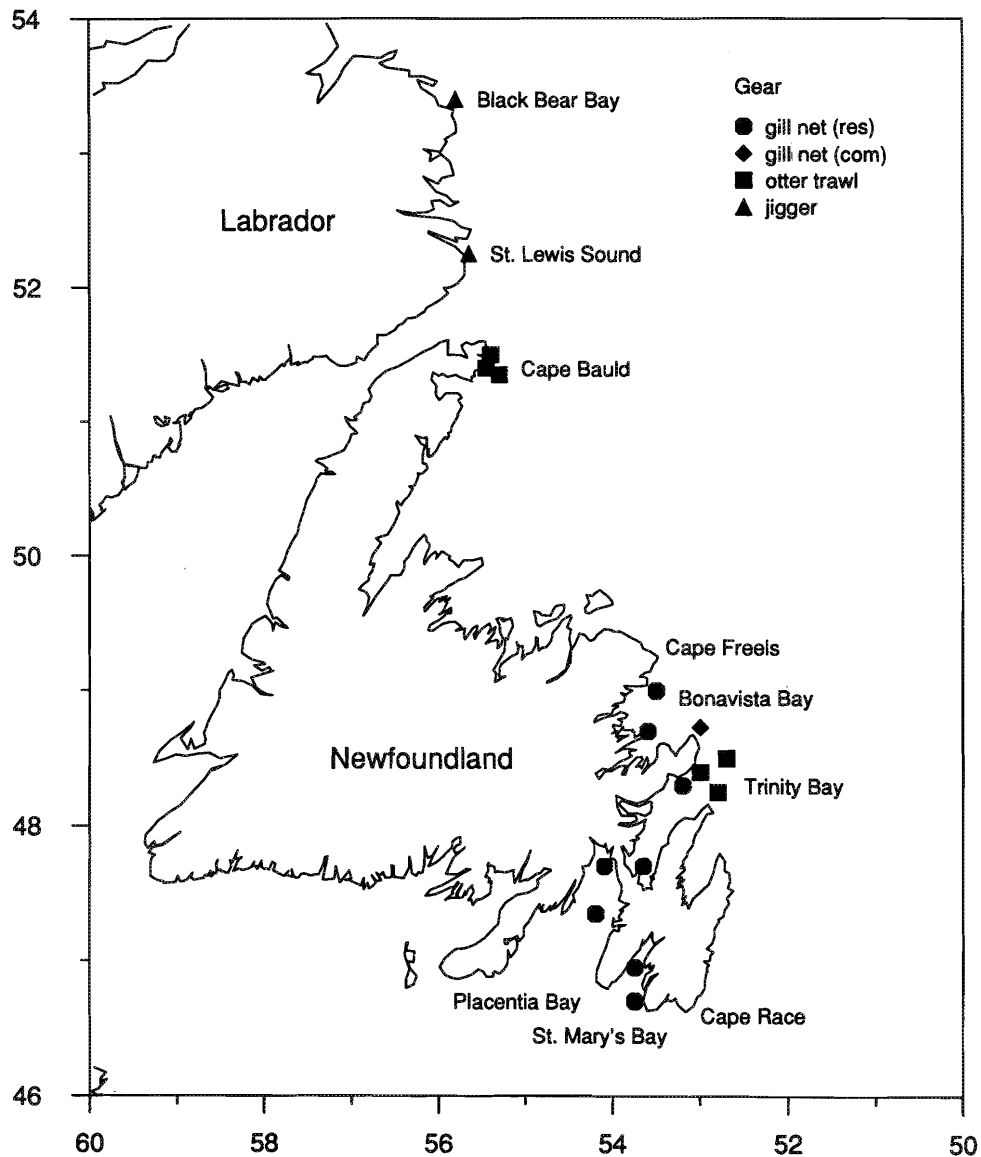 54
Gear
Black Bear Bay
gill net (res)
gill net (com)
otter trawl
jigger
Labrador
St. Lewis Sound
52
Cape Bauld
50
Cape Freels
Bonavista Bay
Newfoundland
Trinity Bay
48
Placentia Bay
Cape Race
St. Mary's Bay
46
60 58 56 54 52 50